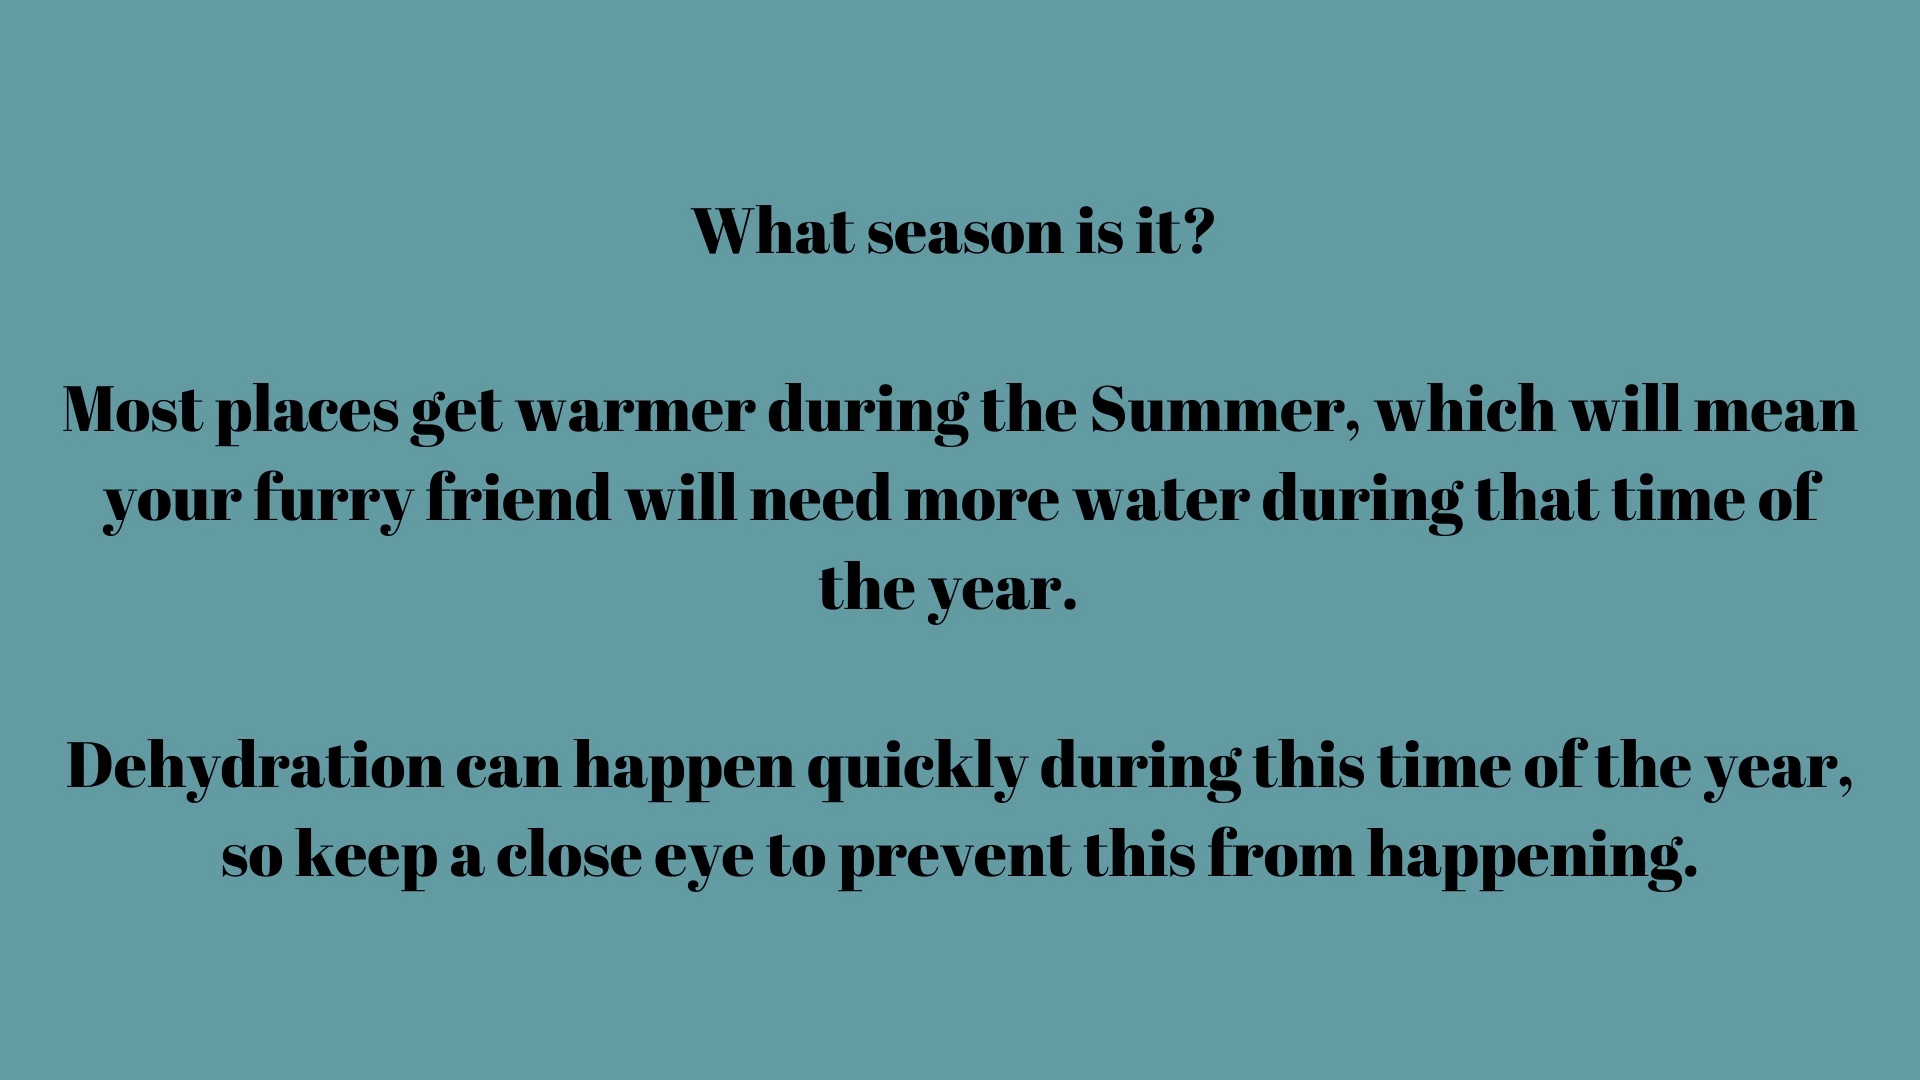 What season is it?
Most places get warmer during the Summer, which will mean
your furry friend will need more water during that time of
the year.
Dehydration can happen quickly during this time of the year,
so keep a close eye to prevent this from happening.